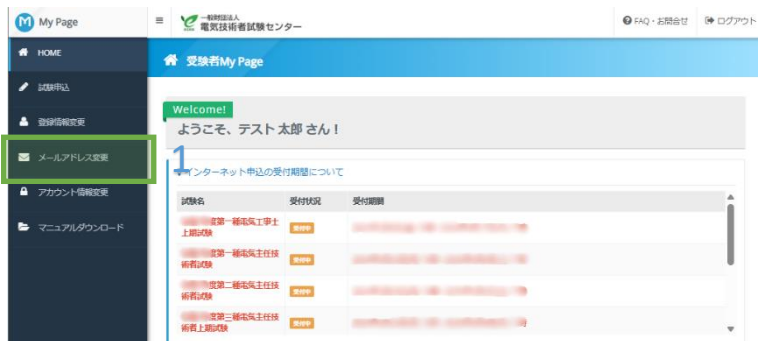 My Page
一般財団法人
電気技術者試験センター
FAQ・お問合せ
ログアウト
HOME
試験申込
登録情報変更
メールアドレス変更
アカウント情報変更
マニュアルダウンロード
受験者My Page
Welcome!
ようこそ、テスト 太郎 さん！
1
インターネット申込の受付期間について
試験名 受付状況 受付期間
度第一種電気工事士
上期試験
受付中
度第一種電気主任技
術者試験
受付中
度第二種電気主任技
術者試験
受付中
度第三種電気主任技
術者上期試験
受付中